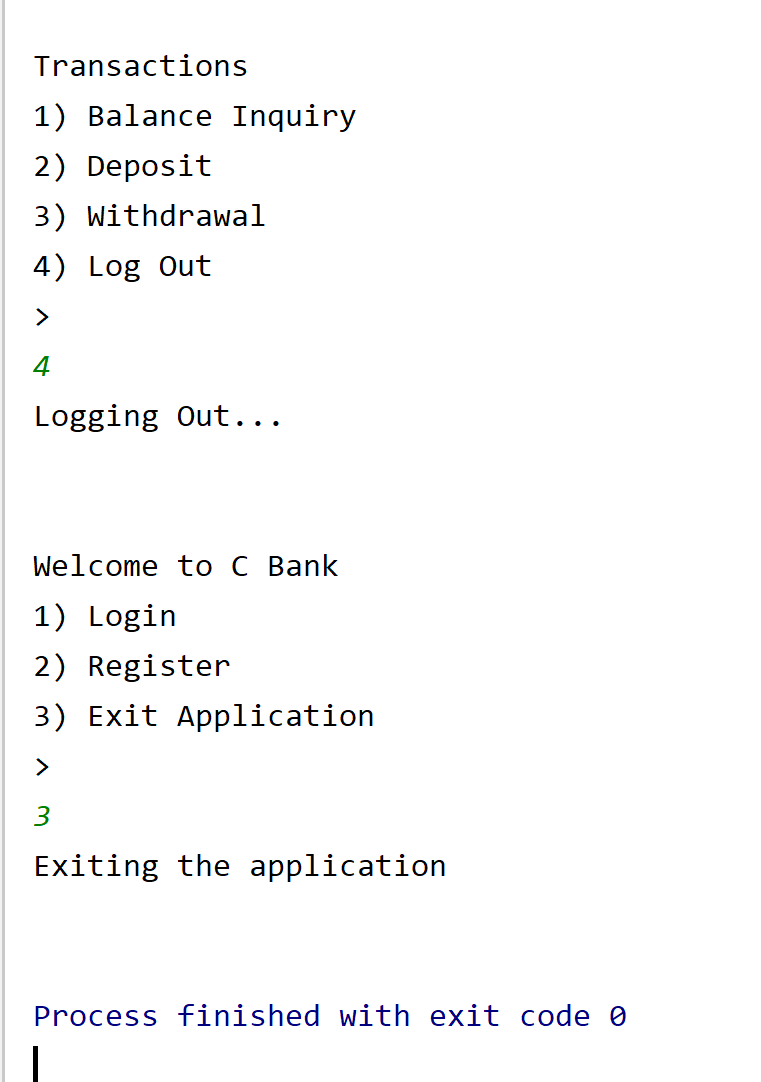 Transactions
1) Balance Inquiry
2) Deposit
3) Withdrawal
4) Log Out
>
4
Logging Out...
Welcome to C Bank
1) Login
2) Register
3) Exit Application
>
3
Exiting the application
Process finished with exit code 0